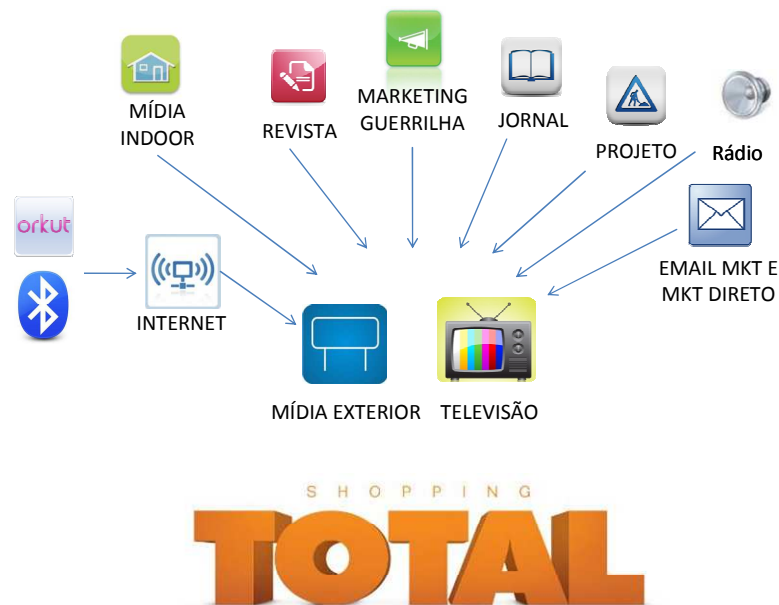 MÍDIA
INDOOR
REVISTA
MARKETING
GUERRILHA
JORNAL
PROJETO
Rádio
orkut
INTERNET
EMAIL MKT E
MKT DIRETO
MÍDIA EXTERIOR
TELEVISÃO
SHOPPING
TOTAL